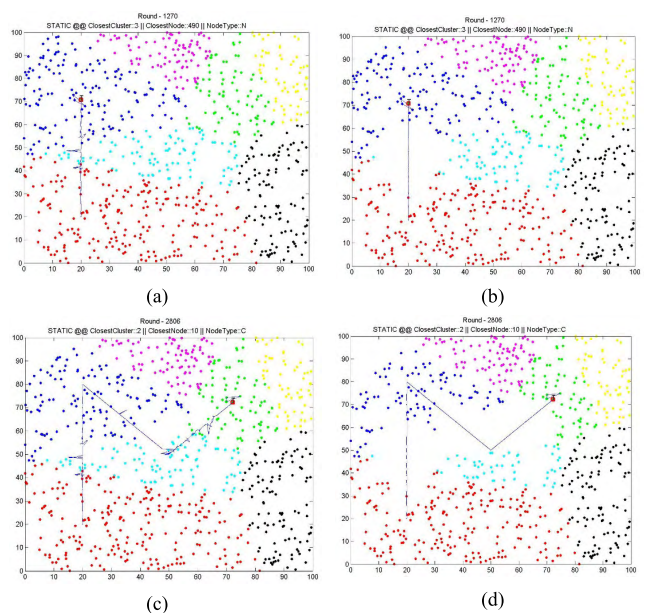 Round - 1270
STATIC @@ ClosestCluster::3 || ClosestNode::490 || NodeType::N
100
90
80
70
60
50
40
30
20
10
0
0 10 20 30 40 50 60 70 80 90 100
(a)
Round - 1270
STATIC @@ ClosestCluster::3 || ClosestNode::490 || NodeType::N
100
90
80
70
60
50
40
30
20
10
0
0 10 20 30 40 50 60 70 80 90 100
(b)
Round - 2806
STATIC @@ ClosestCluster::2 || ClosestNode::10 || NodeType::C
100
90
80
70
60
50
40
30
20
10
0
0 10 20 30 40 50 60 70 80 90 100
(c)
Round - 2806
STATIC @@ ClosestCluster::2 || ClosestNode::10 || NodeType::C
100
90
80
70
60
50
40
30
20
10
0
0 10 20 30 40 50 60 70 80 90 100
(d)